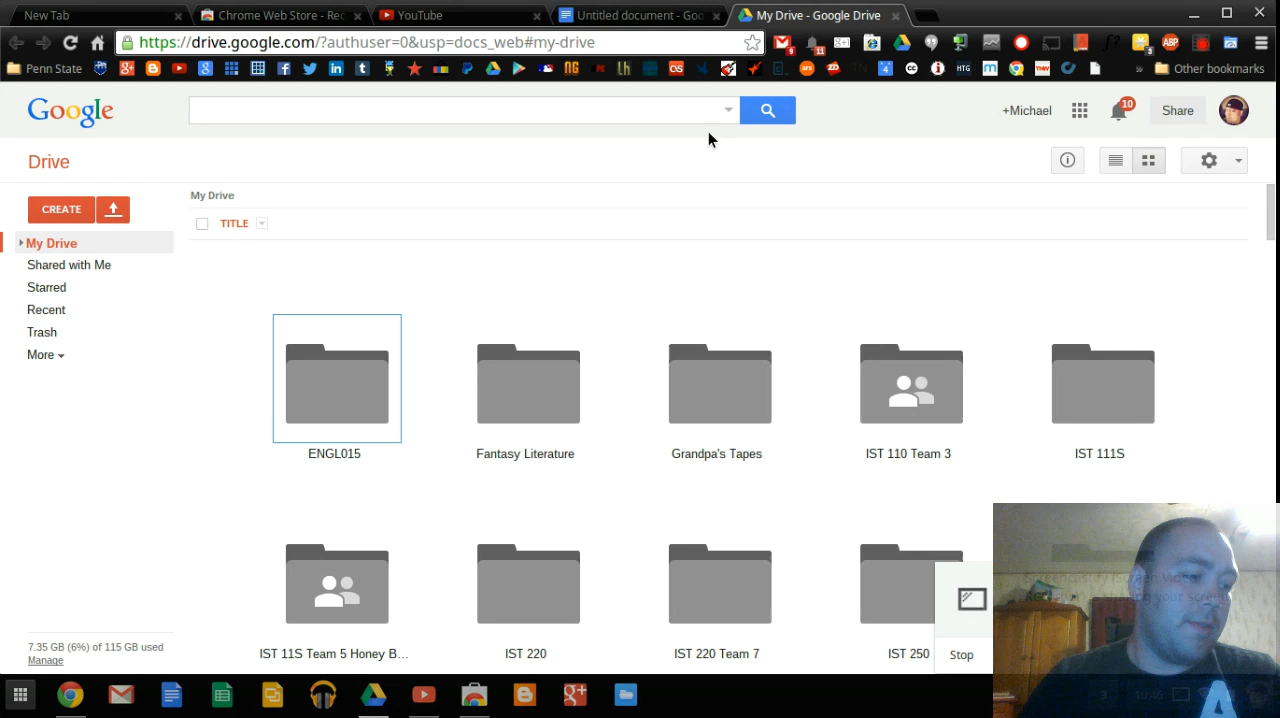 New Tab
Chrome Web Store - Rec
YouTube
Untitled document - Goo
My Drive - Google Drive
https://drive.google.com/?authuser=0&usp=docs_web#my-drive
Penn State
Other bookmarks
Google
+Michael
10
Share
Drive
CREATE
My Drive
TITLE
My Drive
Shared with Me
Starred
Recent
Trash
More
ENGL015
Fantasy Literature
Grandpa's Tapes
IST 110 Team 3
IST 111S
IST 11S Team 5 Honey B...
IST 220
IST 220 Team 7
IST 250
7.35 GB (6%) of 115 GB used
Manage
Stop
3